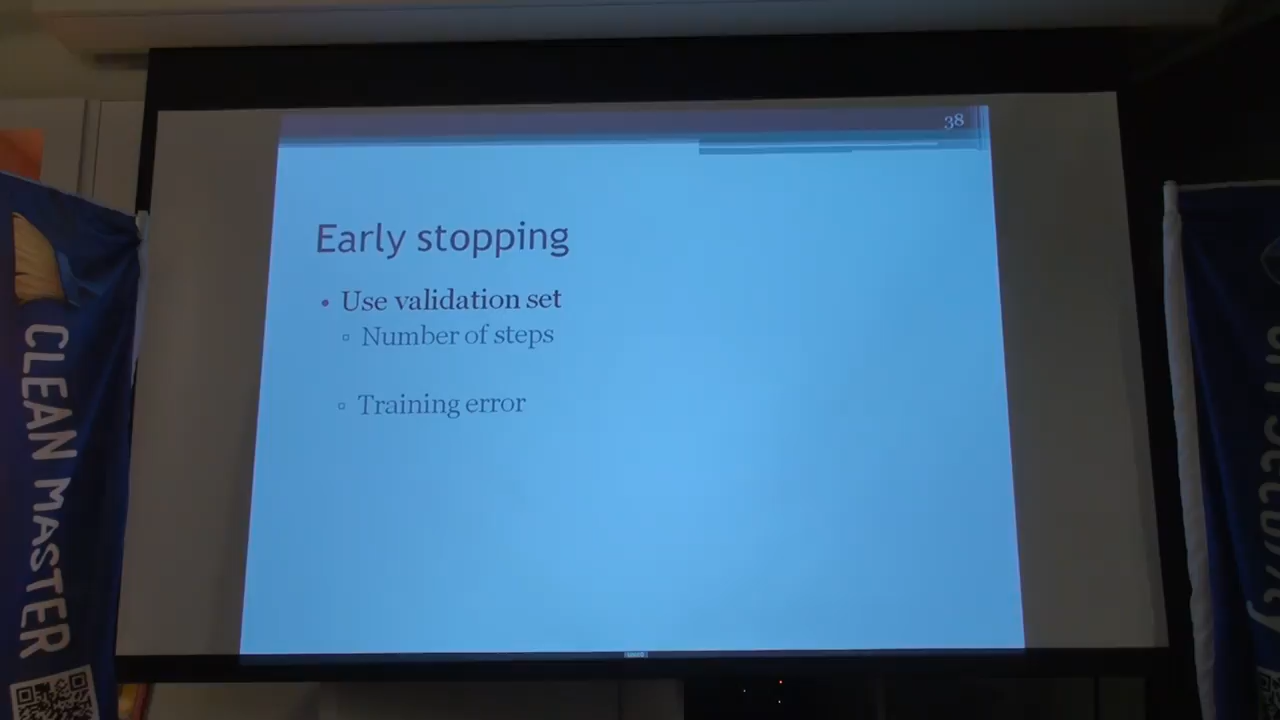 38
Early stopping
• Use validation set
▫ Number of steps
▫ Training error
CLEAN MASTER